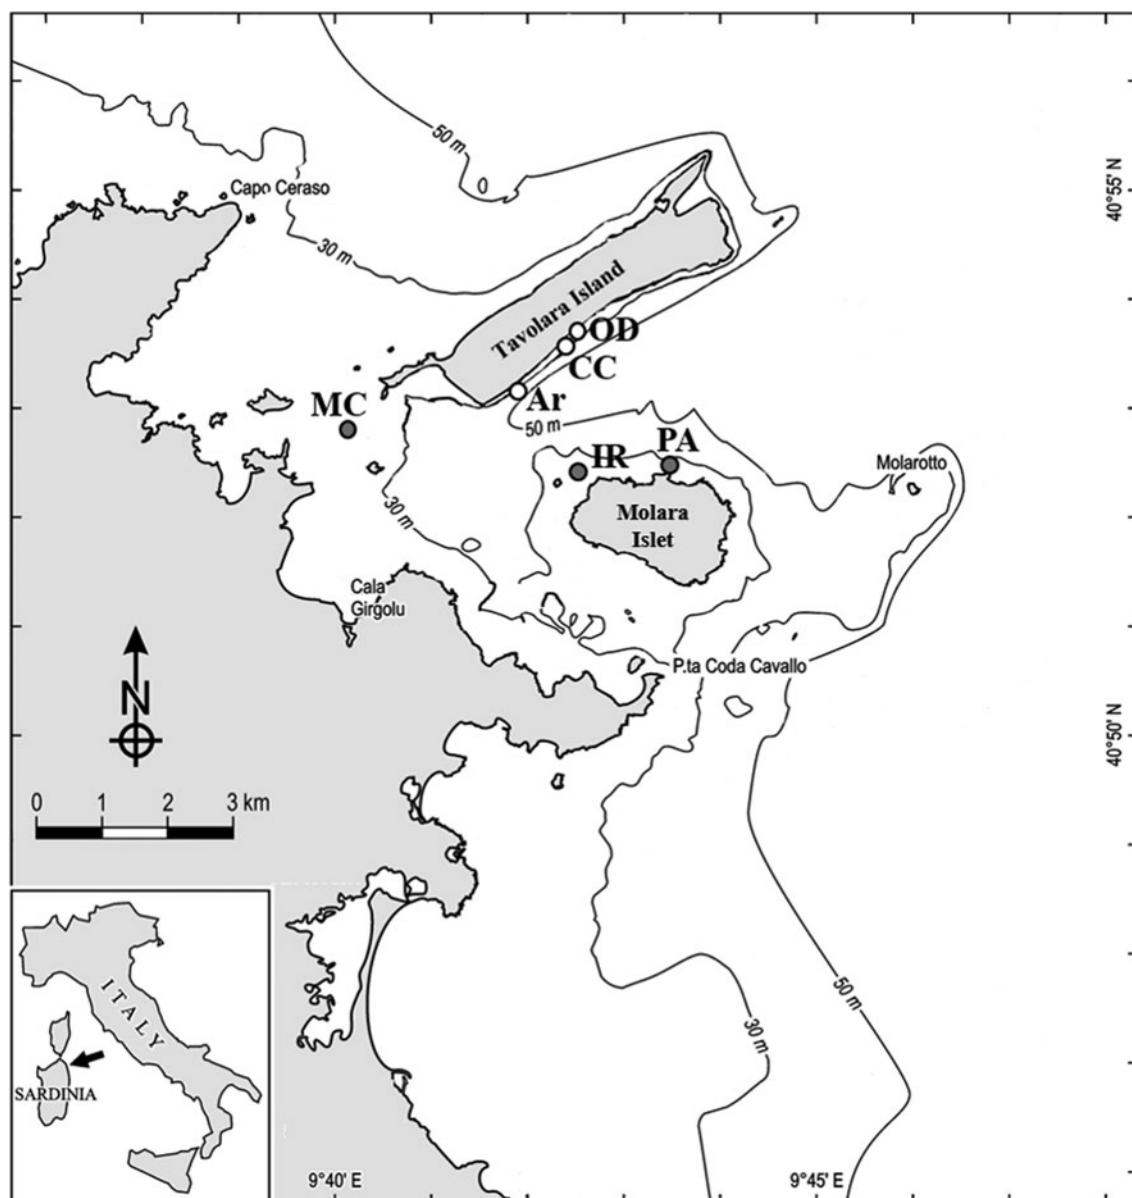 50 m
Capo Ceraso
40°55' N
30 m
Tavolara Island
OD
CC
Ar
MC
50 m
PA
IR
Molarotto
30 m
Molara
Islet
Cala
Girgolu
P.ta Coda Cavallo
N
40°50' N
0 1 2 3 km
ITALY
50 m
30 m
SARDINIA
9°40' E
9°45' E